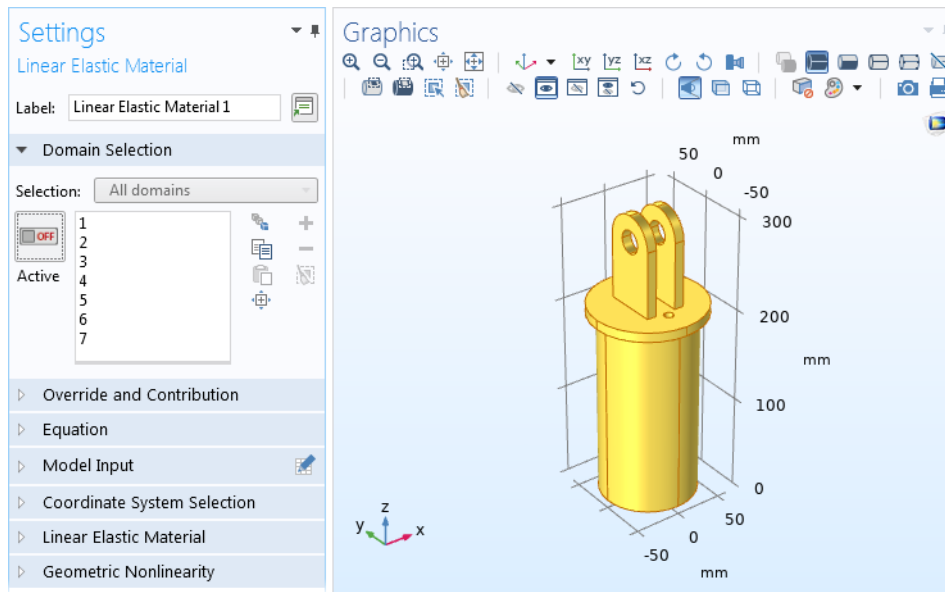 Settings
Linear Elastic Material
Label: Linear Elastic Material 1
Domain Selection
Selection: All domains
OFF
Active
1
2
3
4
5
6
7
Override and Contribution
Equation
Model Input
Coordinate System Selection
Linear Elastic Material
Geometric Nonlinearity
Graphics
xy yz xz
mm
50
0
-50
300
200
mm
100
0
50
0
-50
mm
z
y
x